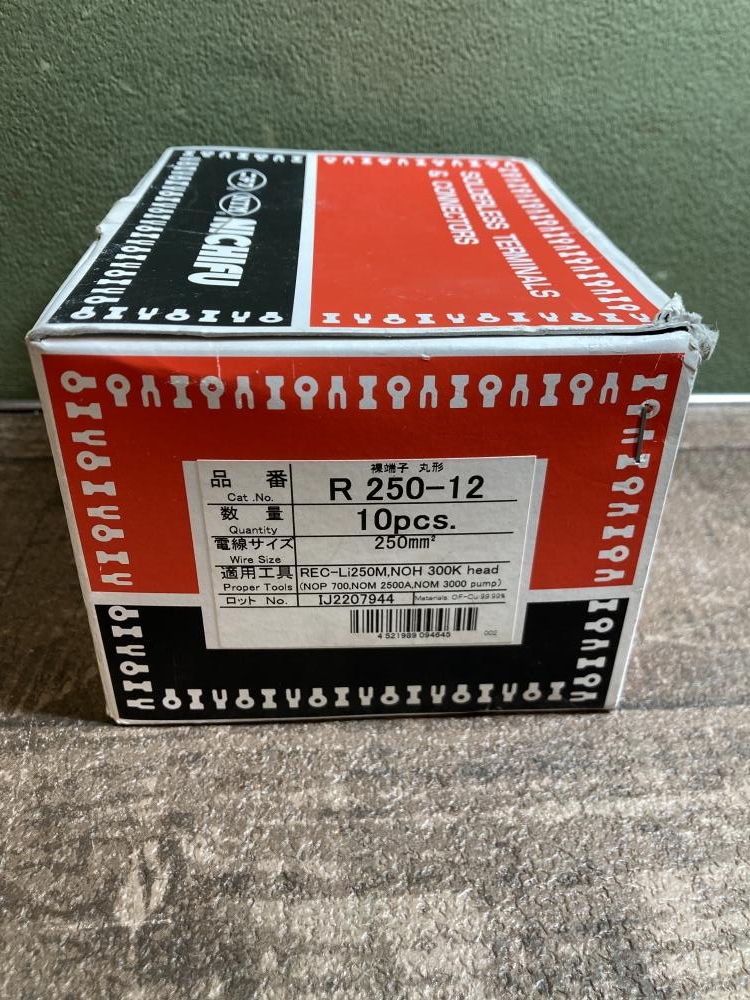 NICHIFU
SOLDERLESS TERMINALS
& CONNECTORS
裸端子 丸形
品番 R 250-12
Cat .No.
数量 10pcs.
Quantity
電線サイズ 250mm²
Wire Size
適用工具 REC-Li250M,NOH 300K head
Proper Tools (NOP 700,NOM 2500A,NOM 3000 pump)
ロット No. IJ2207944 Materials: OF-Cu:99.99%
4 521989 094645 002